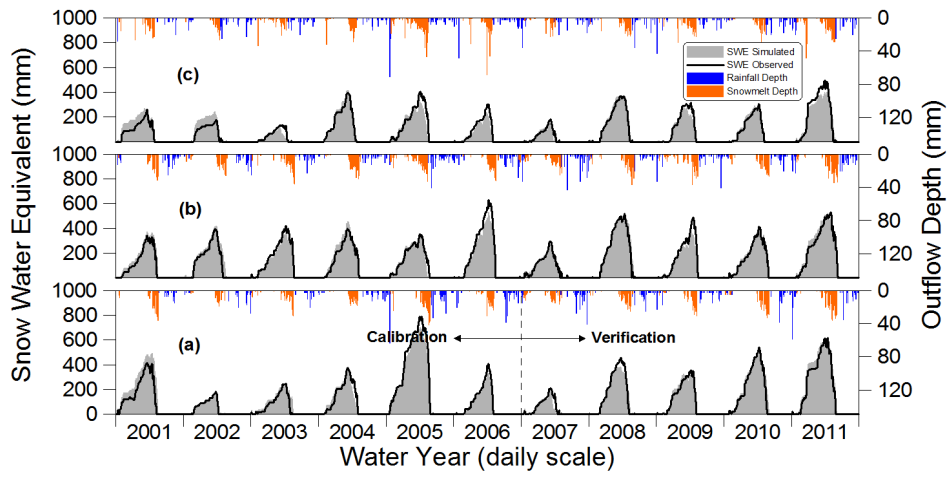 Snow Water Equivalent (mm)
Outflow Depth (mm)
1000
800
600
400
200
0
40
80
120
(c)
SWE Simulated
SWE Observed
Rainfall Depth
Snowmelt Depth
1000
800
600
400
200
0
40
80
120
(b)
1000
800
600
400
200
0
0
40
80
120
Calibration
Verification
(a)
2001 2002 2003 2004 2005 2006 2007 2008 2009 2010 2011
Water Year (daily scale)